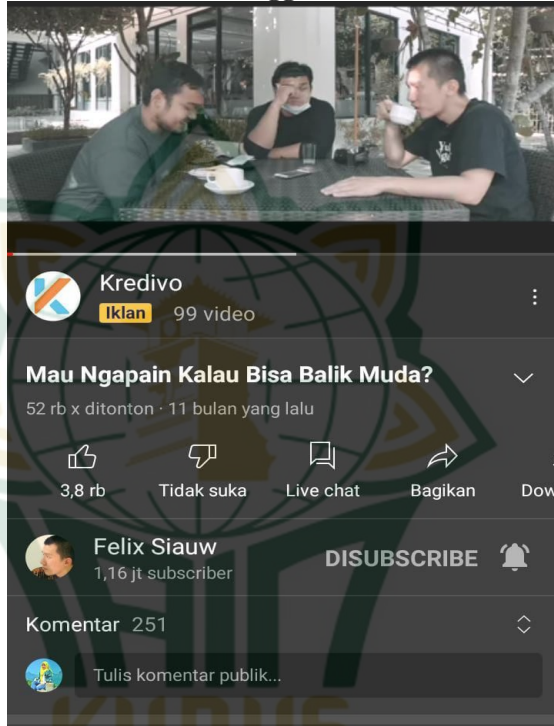 Kredivo
Iklan 99 video
Mau Ngapain Kalau Bisa Balik Muda?
52 rb x ditonton · 11 bulan yang lalu
3,8 rb Tidak suka Live chat Bagikan Dow
Felix Siauw
1,16 jt subscriber
DISUBSCRIBE
Komentar 251
Tulis komentar publik...
KUDUS